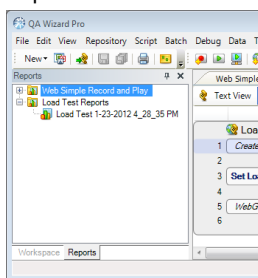 QA Wizard Pro
File Edit View Repository Script Batch Debug Data
New
Reports
Web Simple Record and Play
Load Test Reports
Load Test 1-23-2012 4_28_35 PM
Workspace Reports
Web Simple
Text View
Loa
1 Create
2
3 Set Loa
4
5 WebG
6